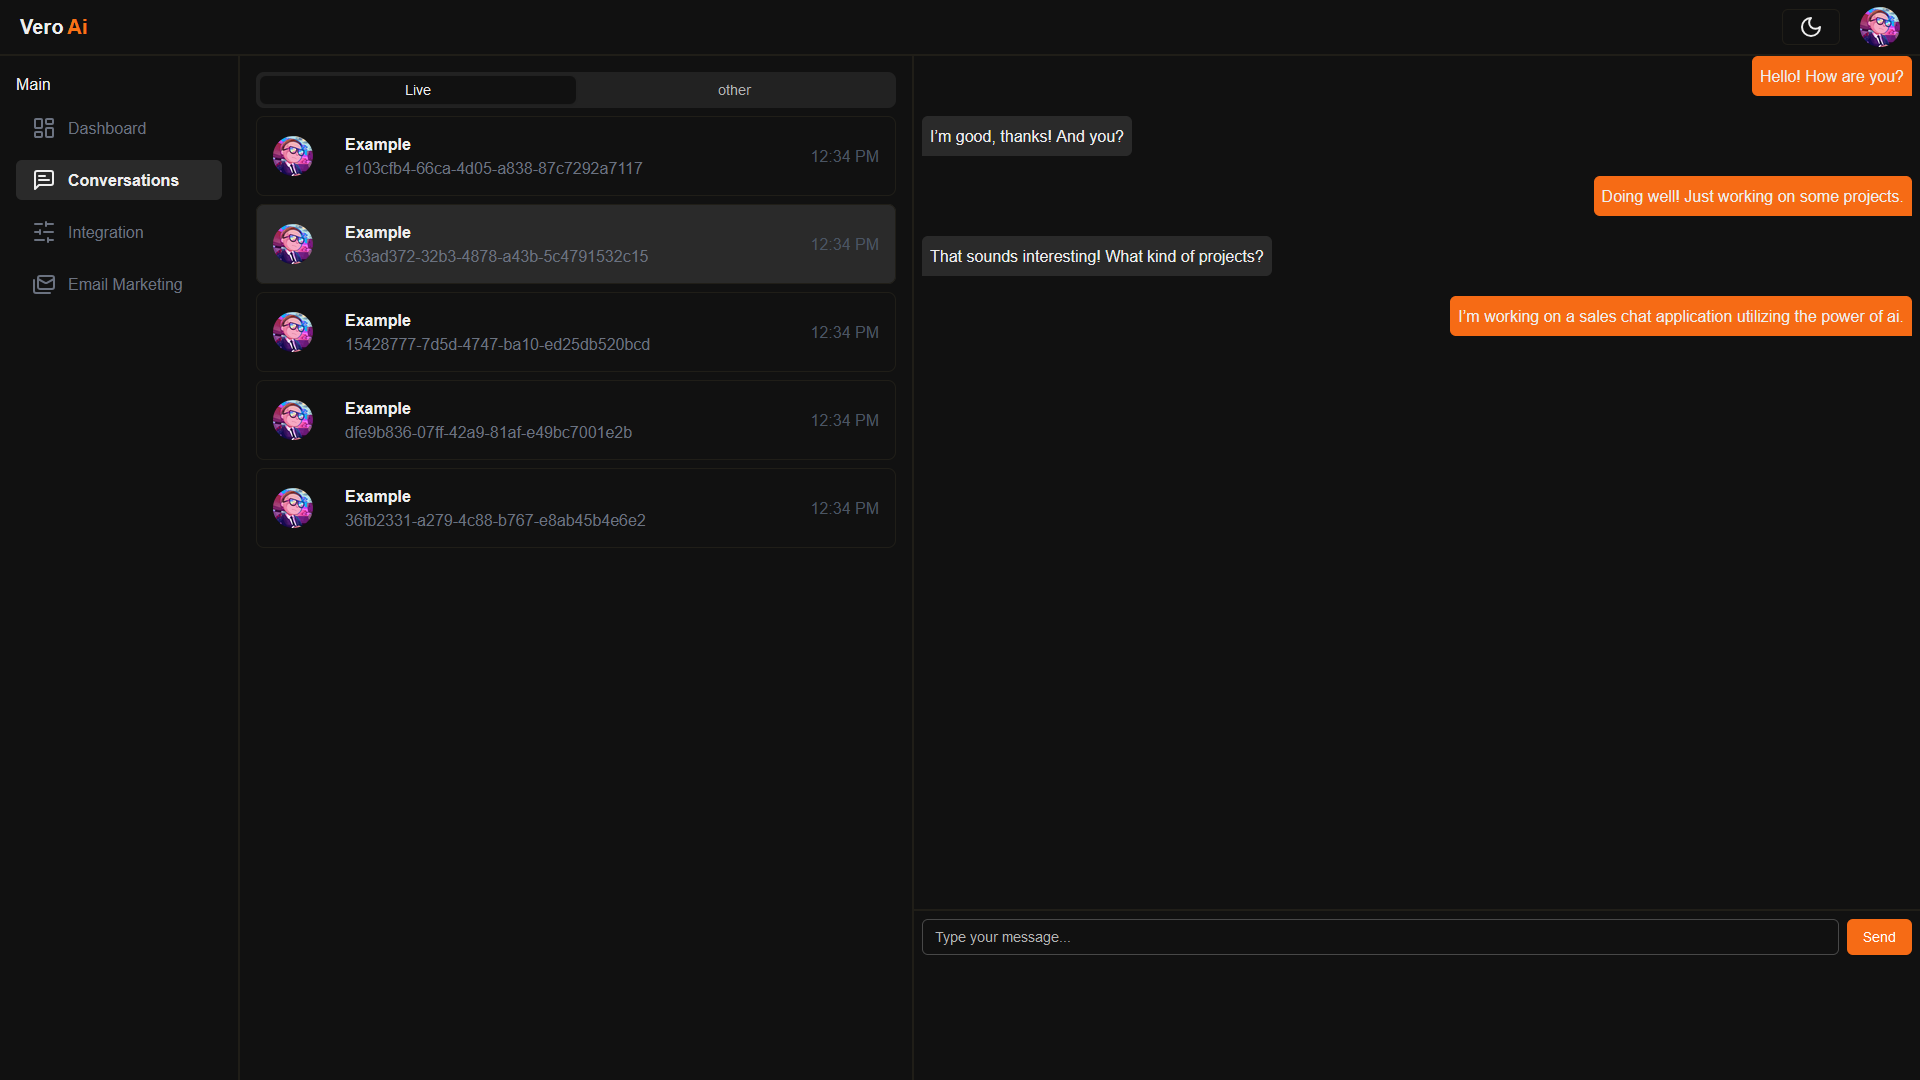 Vero Ai
Main
Dashboard
Conversations
Integration
Email Marketing
Live
other
Example
e103cfb4-66ca-4d05-a838-87c7292a7117
12:34 PM
Example
c63ad372-32b3-4878-a43b-5c4791532c15
12:34 PM
Example
15428777-7d5d-4747-ba10-ed25db520bcd
12:34 PM
Example
dfe9b836-07ff-42a9-81af-e49bc7001e2b
12:34 PM
Example
36fb2331-a279-4c88-b767-e8ab45b4e6e2
12:34 PM
Hello! How are you?
I'm good, thanks! And you?
Doing well! Just working on some projects.
That sounds interesting! What kind of projects?
I'm working on a sales chat application utilizing the power of ai.
Type your message...
Send